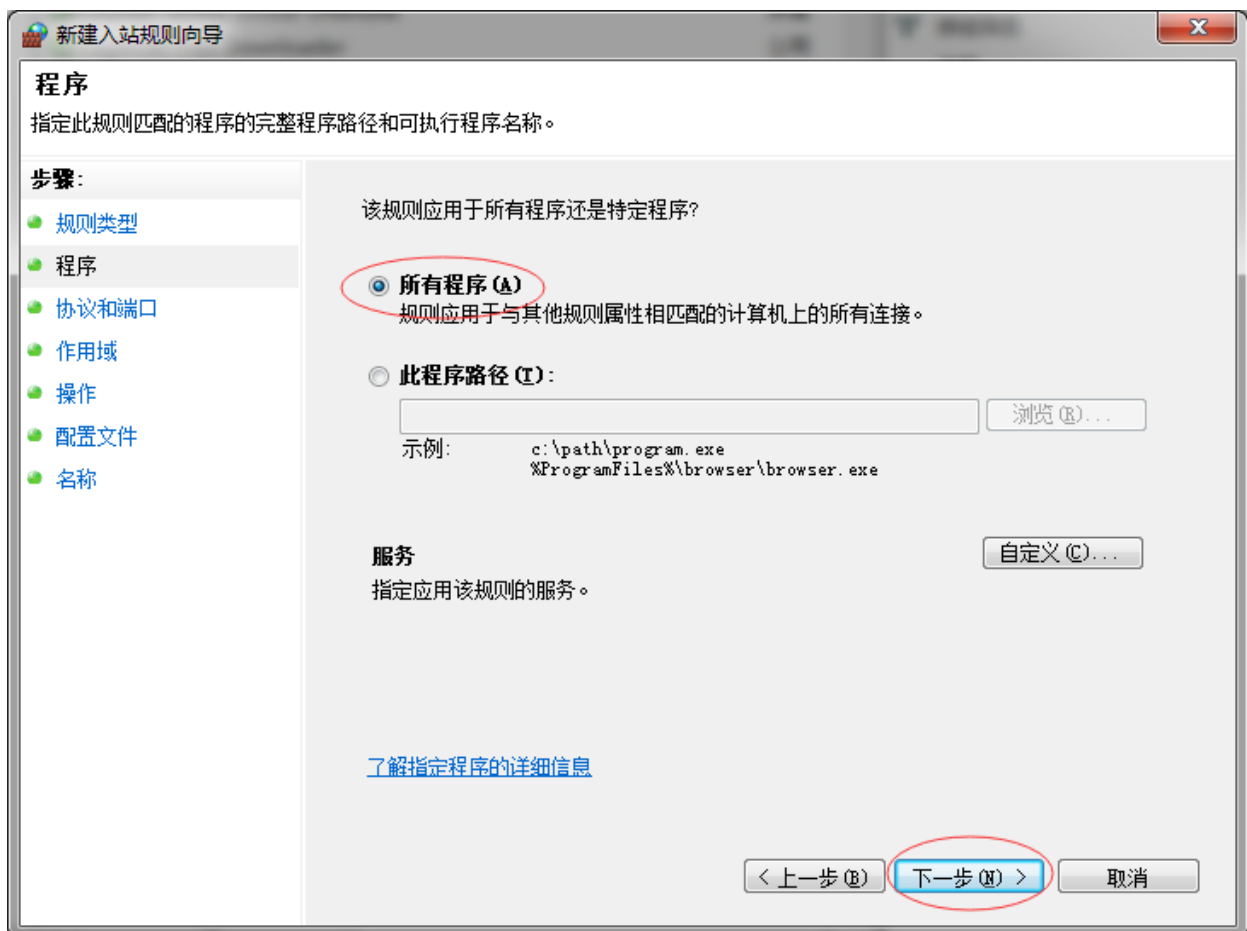 新建入站规则向导
程序
指定此规则匹配的程序的完整程序路径和可执行程序名称。
步骤:
规则类型
程序
协议和端口
作用域
操作
配置文件
名称
该规则应用于所有程序还是特定程序?
所有程序(A)
规则应用于与其他规则属性相匹配的计算机上的所有连接。
此程序路径(T):
浏览(R)...
示例: c:\path\program.exe
%ProgramFiles%\browser\browser.exe
服务
自定义(C)...
指定应用该规则的服务。
了解指定程序的详细信息
< 上一步(B) 下一步(N) > 取消